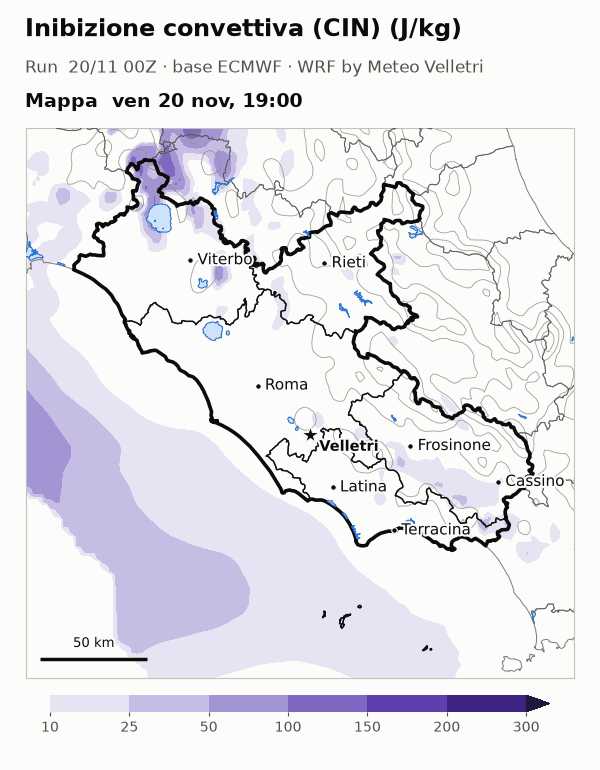 Inibizione convettiva (CIN) (J/kg)
Run 20/11 00Z · base ECMWF · WRF by Meteo Velletri
Mappa ven 20 nov, 19:00
Viterbo
Rieti
Roma
Velletri
Frosinone
Cassino
Latina
Terracina
50 km
10 25 50 100 150 200 300